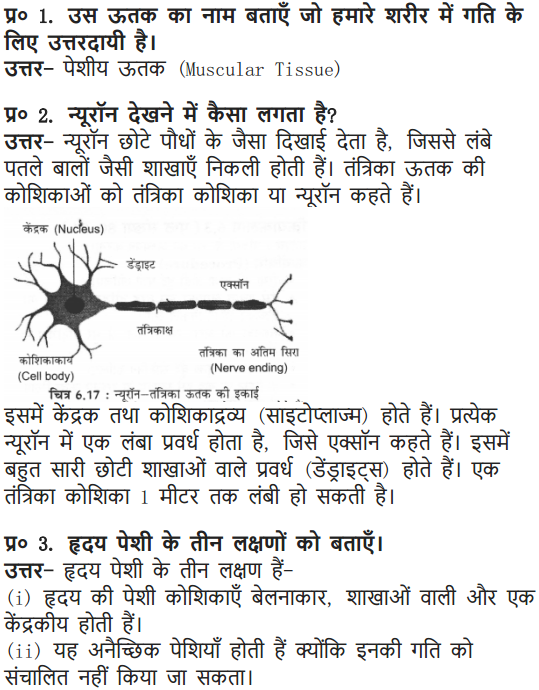 प्र० 1. उस ऊतक का नाम बताएँ जो हमारे शरीर में गति के
लिए उत्तरदायी है।
उत्तर- पेशीय ऊतक (Muscular Tissue)
प्र० 2. न्यूरॉन देखने में कैसा लगता है?
उत्तर- न्यूरॉन छोटे पौधों के जैसा दिखाई देता है, जिससे लंबे
पतले बालों जैसी शाखाएँ निकली होती हैं। तंत्रिका ऊतक की
कोशिकाओं को तंत्रिका कोशिका या न्यूरॉन कहते हैं।
केंद्रक (Nucleus)
डेंड्राइट
एक्सॉन
तंत्रिकाक्ष
कोशिकाकाय
(Cell body)
तंत्रिका का अंतिम सिरा
(Nerve ending)
चित्र 6.17 : न्यूरॉन-तंत्रिका ऊतक की इकाई
इसमें केंद्रक तथा कोशिकाद्रव्य (साइटोप्लाज्म) होते हैं। प्रत्येक
न्यूरॉन में एक लंबा प्रवर्ध होता है, जिसे एक्सॉन कहते हैं। इसमें
बहुत सारी छोटी शाखाओं वाले प्रवर्ध (डेंड्राइट्स) होते हैं। एक
तंत्रिका कोशिका 1 मीटर तक लंबी हो सकती है।
प्र० 3. हृदय पेशी के तीन लक्षणों को बताएँ।
उत्तर- हृदय पेशी के तीन लक्षण हैं-
(i) हृदय की पेशी कोशिकाएँ बेलनाकार, शाखाओं वाली और एक
केंद्रकीय होती हैं।
(ii) यह अनैच्छिक पेशियाँ होती हैं क्योंकि इनकी गति को
संचालित नहीं किया जा सकता।